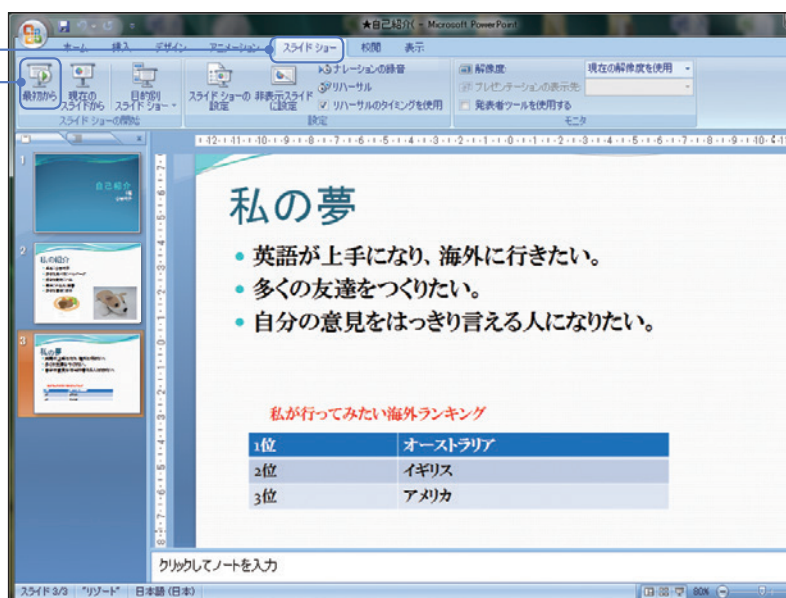 ★自己紹介 - Microsoft PowerPoint
ホーム 挿入 デザイン アニメーション スライド ショー 校閲 表示
最初から
現在の
スライドから
目的別
スライド ショー
スライド ショーの開始
スライド ショーの
設定
非表示スライド
に設定
ナレーションの録音
リハーサル
リハーサルのタイミングを使用
設定
解像度:
現在の解像度を使用
プレゼンテーションの表示先:
発表者ツールを使用する
モニタ
1
自己紹介
2
私の紹介
3
私の夢
私の夢
• 英語が上手になり、海外に行きたい。
• 多くの友達をつくりたい。
• 自分の意見をはっきり言える人になりたい。
私が行ってみたい海外ランキング
1位 オーストラリア
2位 イギリス
3位 アメリカ
クリックしてノートを入力
スライド 3/3 "リゾート" 日本語 (日本) 80%